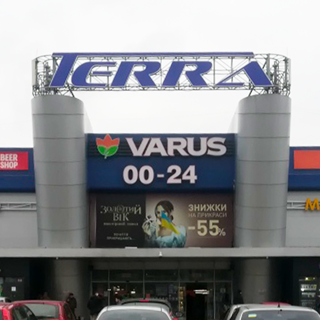 TERRA
VARUS
00-24
BEER
SHOP
ЗОЛОТИЙ
ВІК
ЗНИЖКИ
НА ПРИКРАСИ
-55%